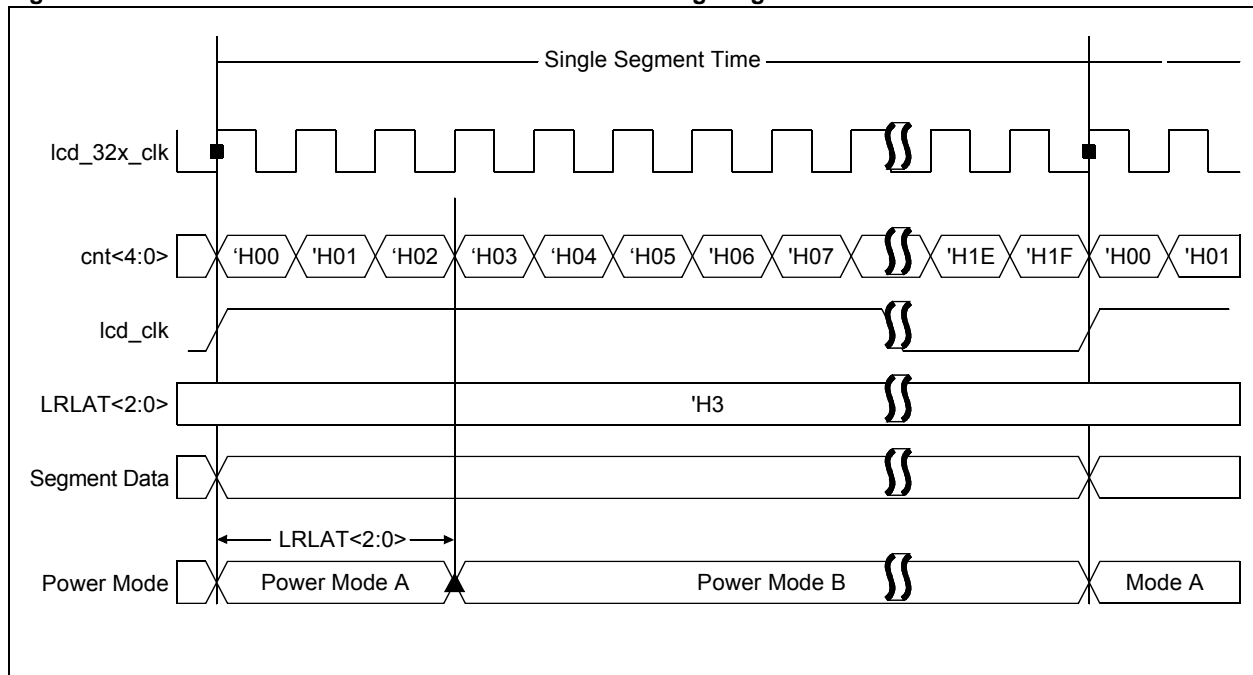 Single Segment Time
lcd_32x_clk
cnt<4:0> ‘H00 'H01 ‘H02 ‘H03 ‘H04 ‘H05 'H06 'H07 'H1E 'H1F 'H00 'H01
lcd_clk
LRLAT<2:0> 'H3
Segment Data
LRLAT<2:0>
Power Mode Power Mode A Power Mode B Mode A